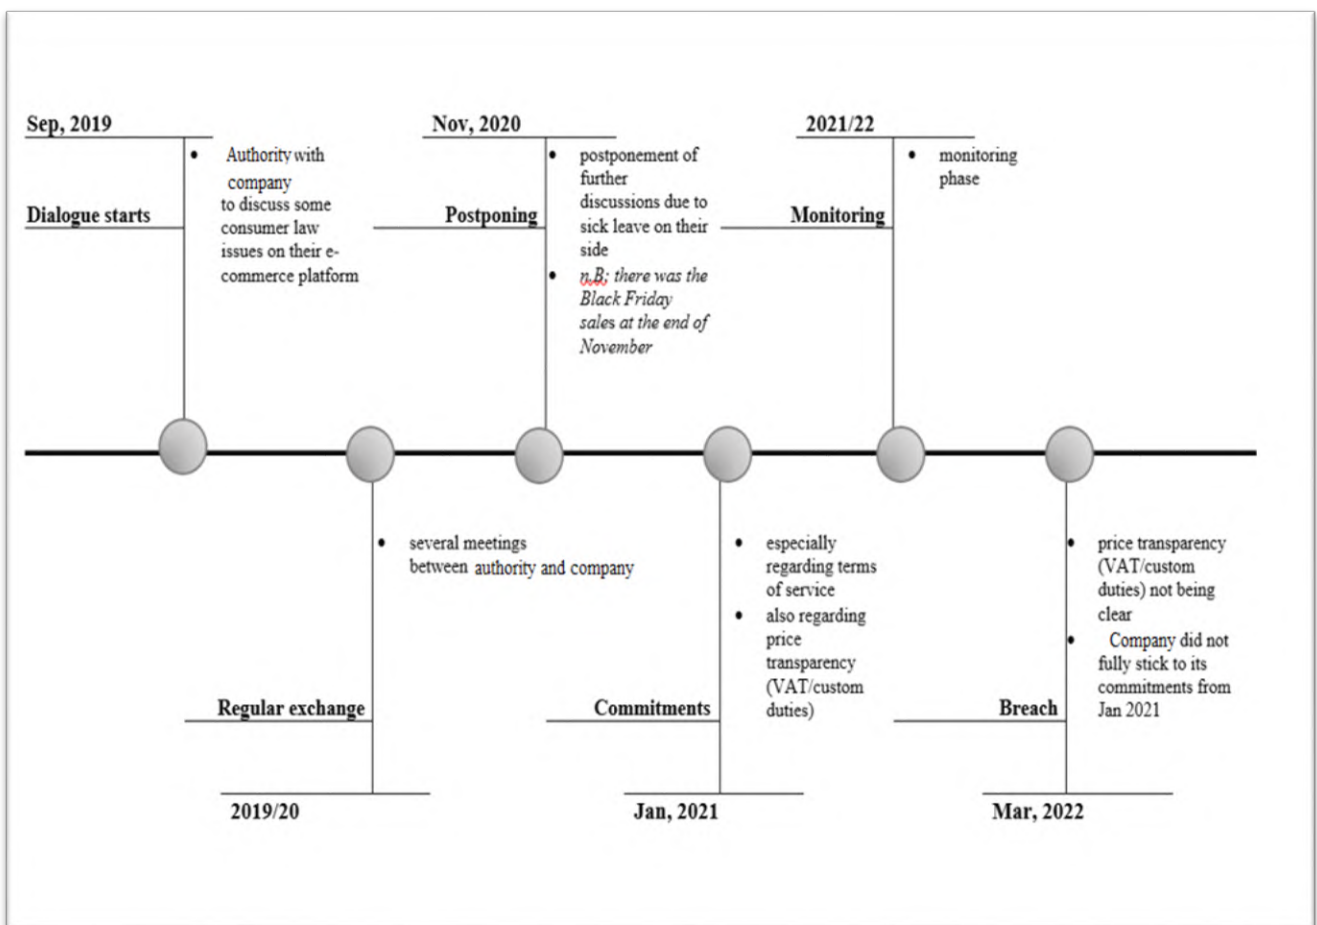 Sep, 2019
Dialogue starts
• Authority with
company
to discuss some
consumer law
issues on their e-
commerce platform
Nov, 2020
Postponing
• postponement of
further
discussions due to
sick leave on their
side
• n.B; there was the
Black Friday
sales at the end of
November
2021/22
Monitoring
• monitoring
phase
• several meetings
between authority and company
Regular exchange
2019/20
• especially
regarding terms
of service
• also regarding
price
transparency
(VAT/custom
duties)
Commitments
Jan, 2021
• price transparency
(VAT/custom
duties) not being
clear
• Company did not
fully stick to its
commitments from
Jan 2021
Breach
Mar, 2022